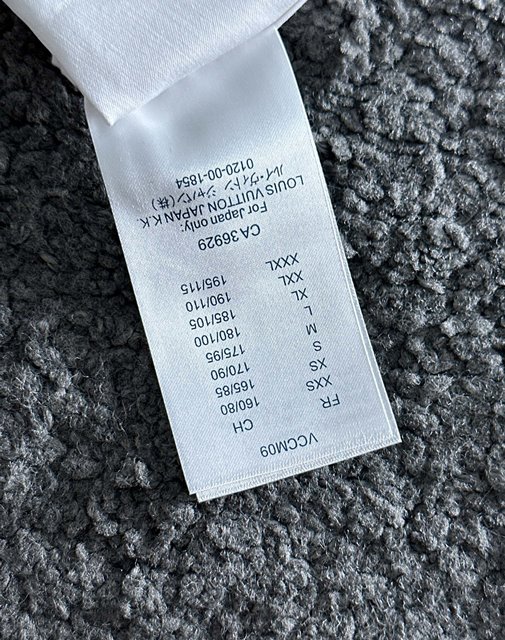 VCCM09
FR CH
XXS 160/80
XS 165/85
S 170/90
M 175/95
L 180/100
XL 185/105
XXL 190/110
XXXL 195/115
CA 36929
For Japan only:
LOUIS VUITTON JAPAN K.K.
ルイ・ヴィトン ジャパン(株)
0120-00-1854